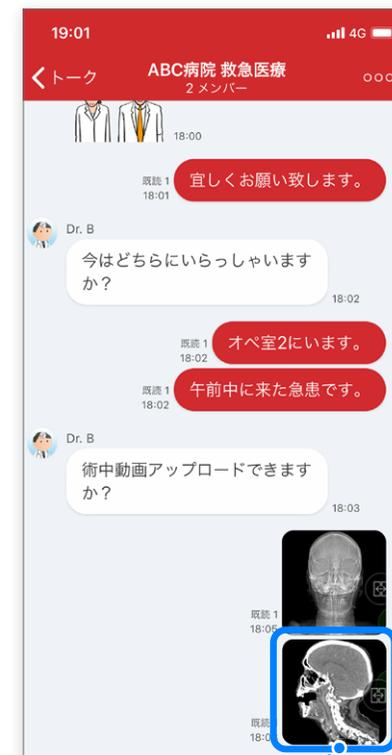 19:01
4G
トーク
ABC病院 救急医療
2 メンバー
18:00
既読 1
18:01
宜しくお願い致します。
Dr. B
今はどちらにいらっしゃいます
か？
18:02
既読 1
18:02
オペ室2にいます。
既読 1
18:02
午前中に来た急患です。
Dr. B
術中動画アップロードできます
か？
18:03
既読 1
18:05
既読